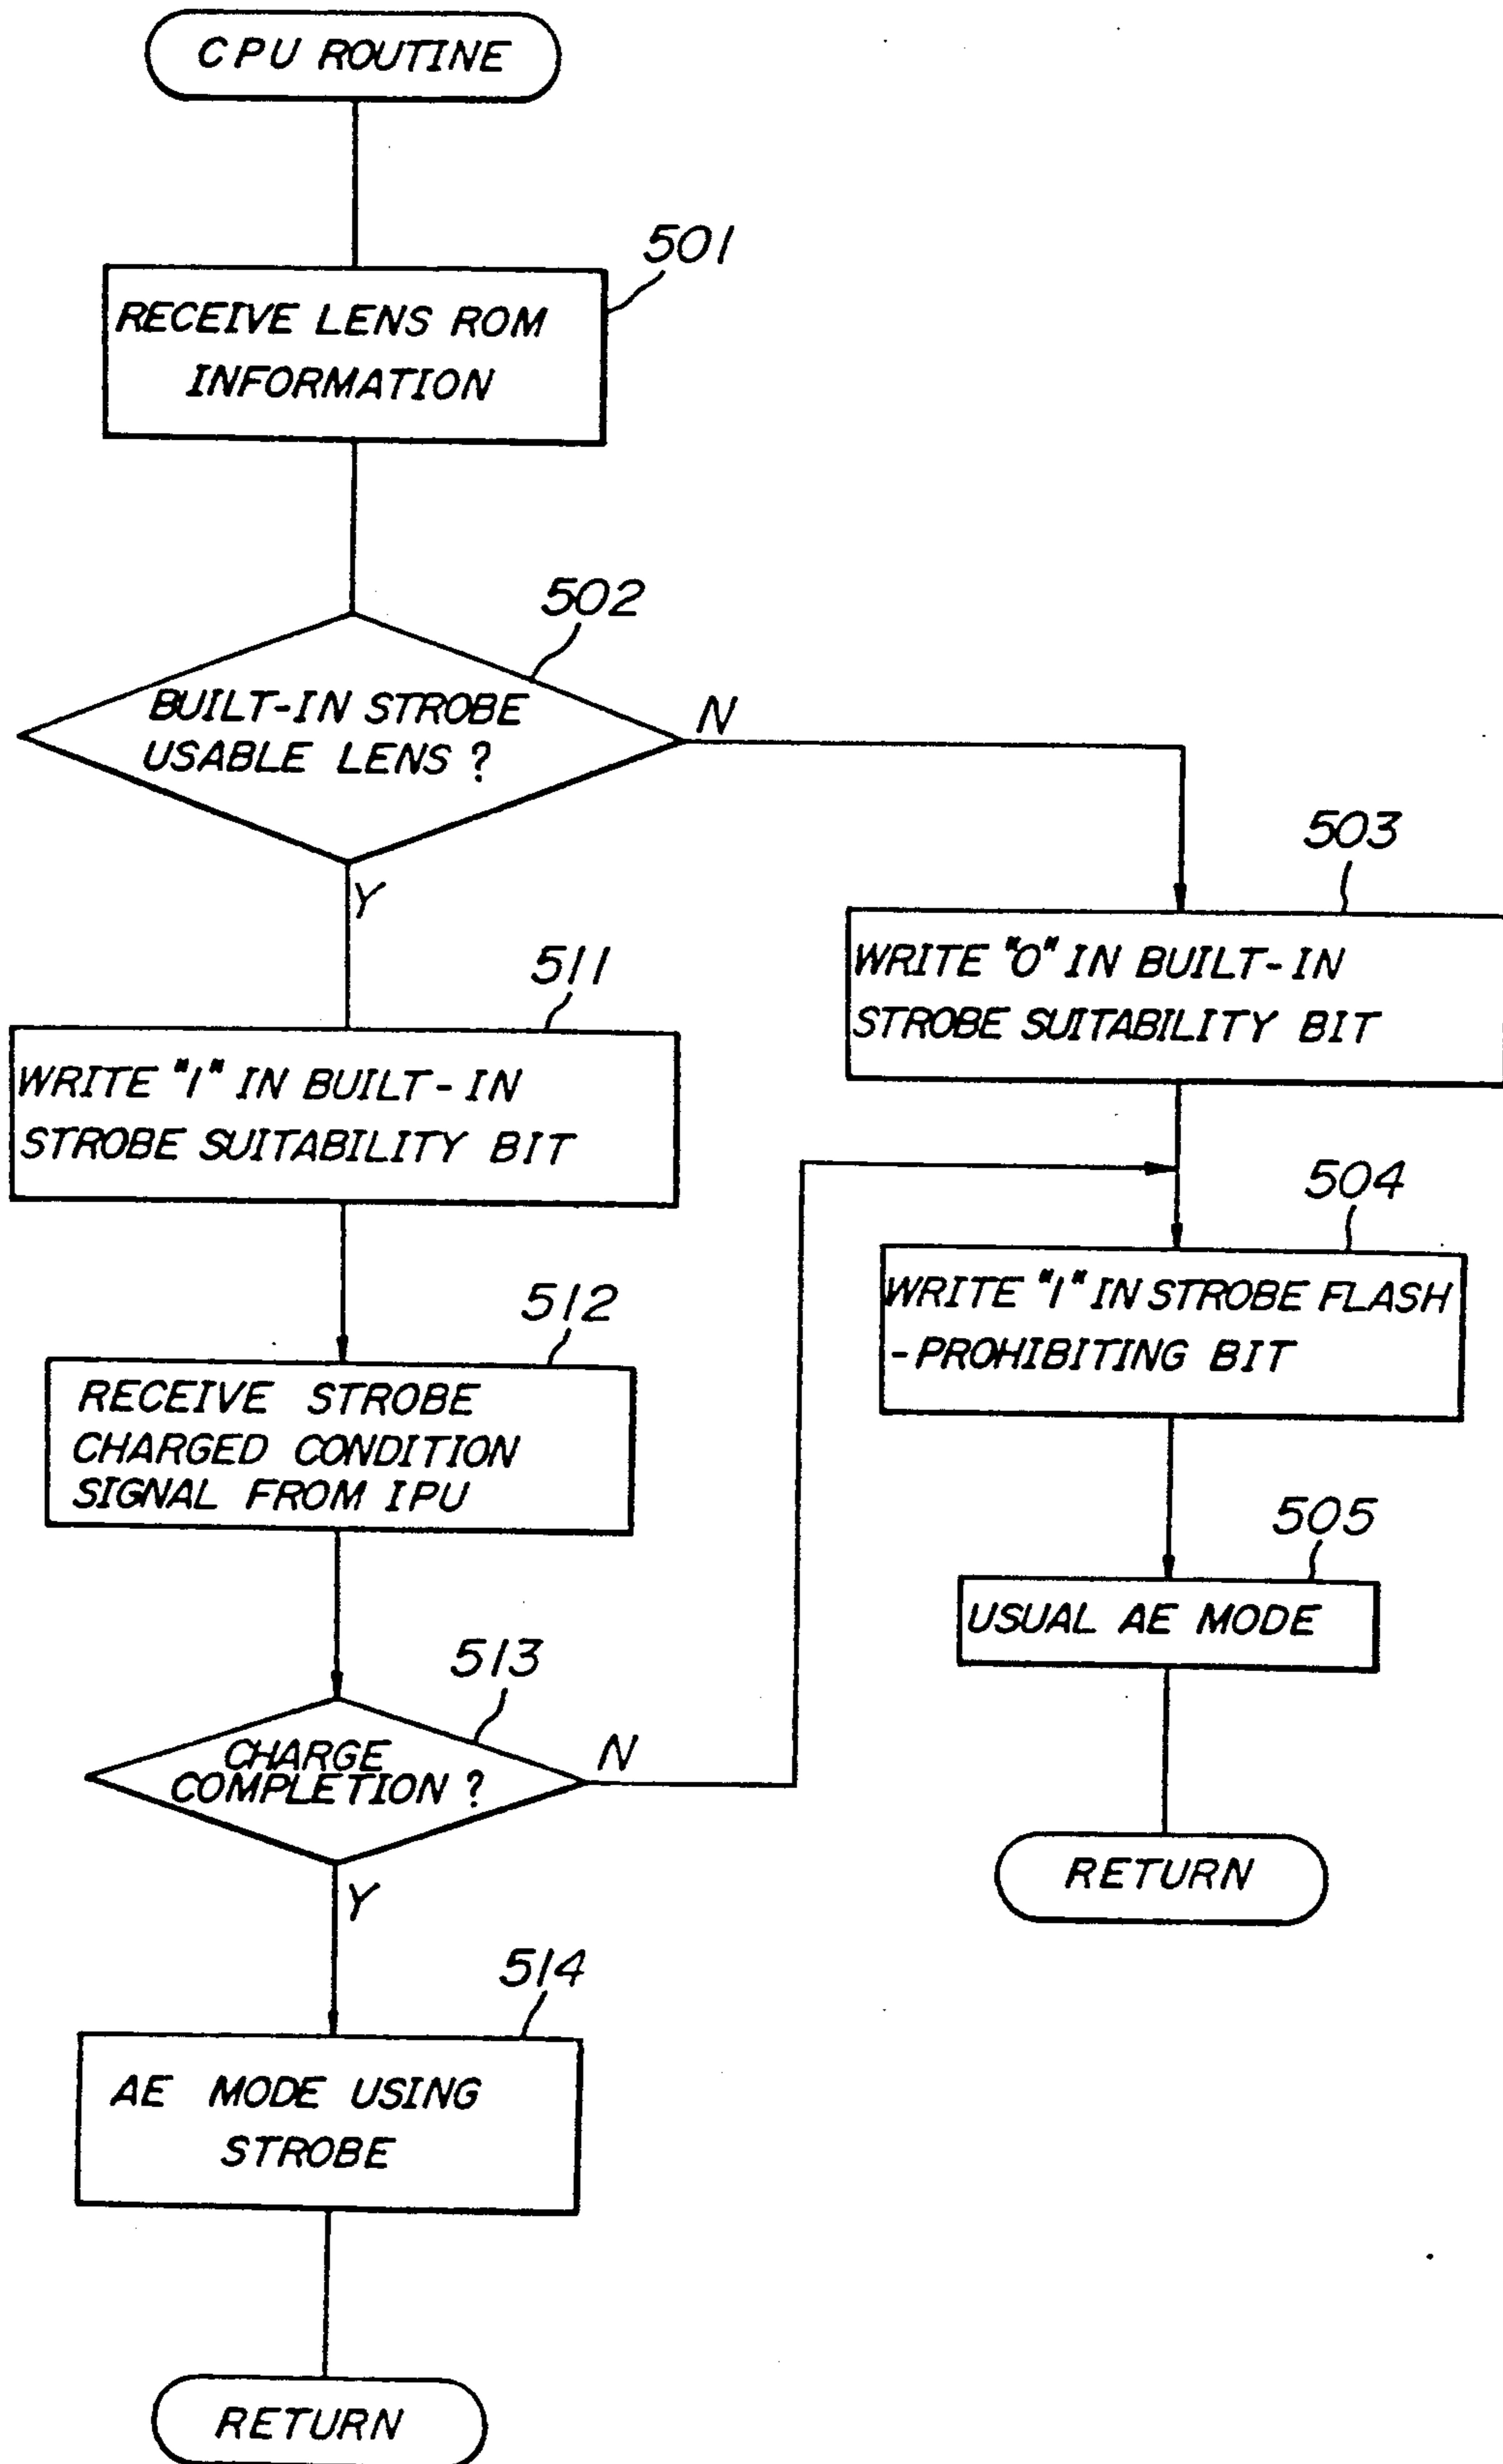 CPU ROUTINE
501
RECEIVE LENS ROM
INFORMATION
502
BUILT-IN STROBE
USABLE LENS ?
N
Y
503
WRITE "0" IN BUILT-IN
STROBE SUITABILITY BIT
511
WRITE "1" IN BUILT-IN
STROBE SUITABILITY BIT
504
WRITE "1" IN STROBE FLASH
-PROHIBITING BIT
512
RECEIVE STROBE
CHARGED CONDITION
SIGNAL FROM IPU
505
USUAL AE MODE
513
CHARGE
COMPLETION ?
N
Y
RETURN
514
AE MODE USING
STROBE
RETURN